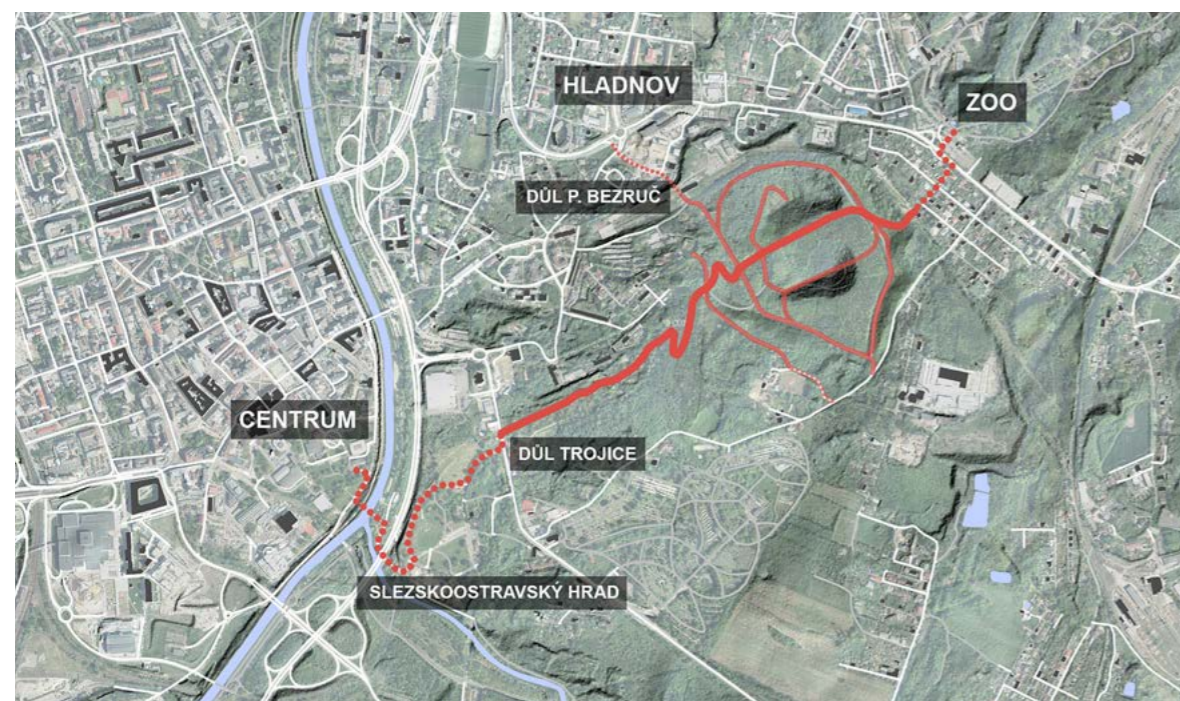 HLADNOV
ZOO
DŮL P. BEZRUČ
CENTRUM
DŮL TROJICE
SLEZSKOOSTRAVSKÝ HRAD